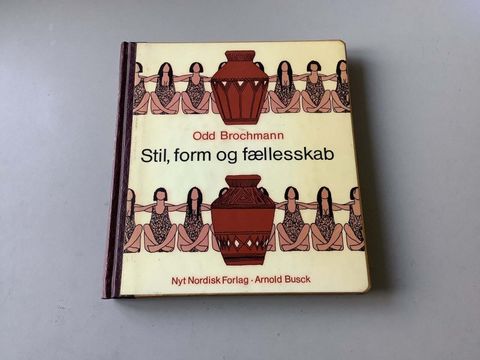 Odd Brochmann
Stil, form og fællesskab
Nyt Nordisk Forlag · Arnold Busck